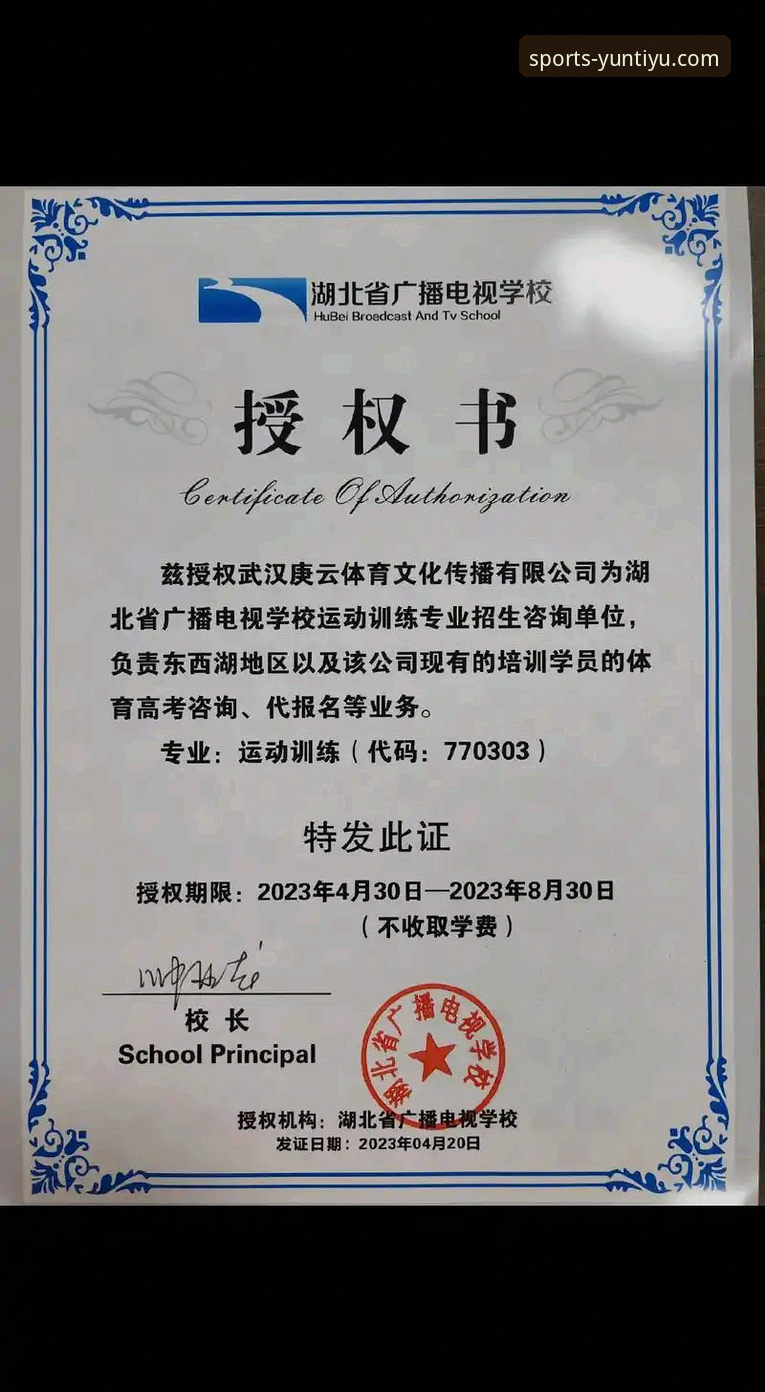 sports-yuntiyu.com
湖北省广播电视学校
HuBei Broadcast And Tv School
授权书
Certificate Of Authorization
兹授权武汉庚云体育文化传播有限公司为湖
北省广播电视学校运动训练专业招生咨询单位，
负责东西湖地区以及该公司现有的培训学员的体
育高考咨询、代报名等业务。
专业：运动训练（代码：770303）
特发此证
授权期限：2023年4月30日—2023年8月30日
（不收取学费）
校长
School Principal
湖北省广播电视学校
授权机构：湖北省广播电视学校
发证日期：2023年04月20日